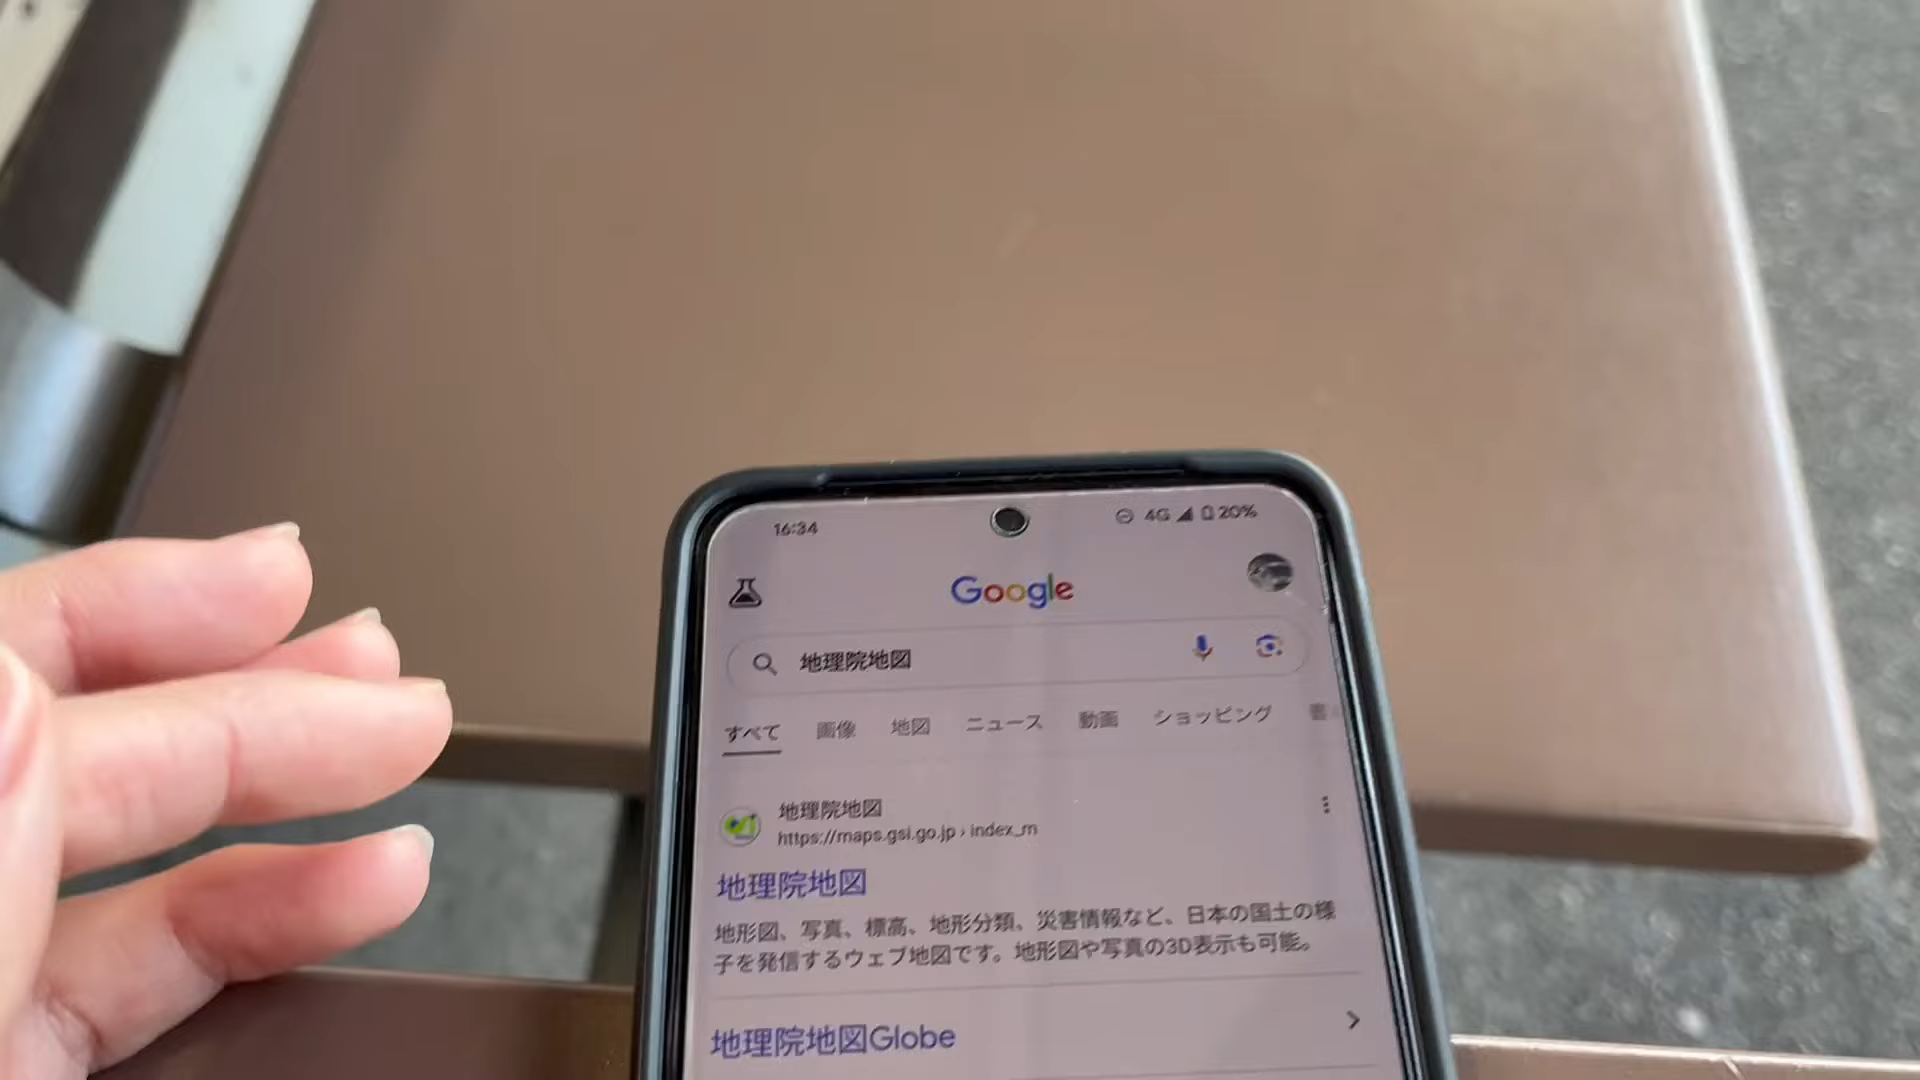 16:34
4G 20%
Google
地理院地図
すべて 画像 地図 ニュース 動画 ショッピング
地理院地図
https://maps.gsi.go.jp › index_m
地理院地図
地形図、写真、標高、地形分類、災害情報など、日本の国土の様
子を発信するウェブ地図です。地形図や写真の3D表示も可能。
地理院地図Globe